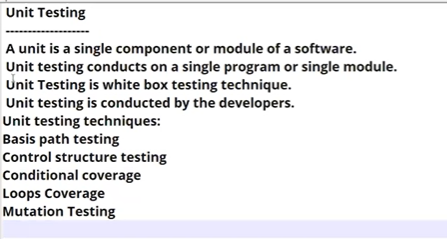 Unit Testing
-------------------
A unit is a single component or module of a software.
Unit testing conducts on a single program or single module.
Unit Testing is white box testing technique.
Unit testing is conducted by the developers.
Unit testing techniques:
Basis path testing
Control structure testing
Conditional coverage
Loops Coverage
Mutation Testing